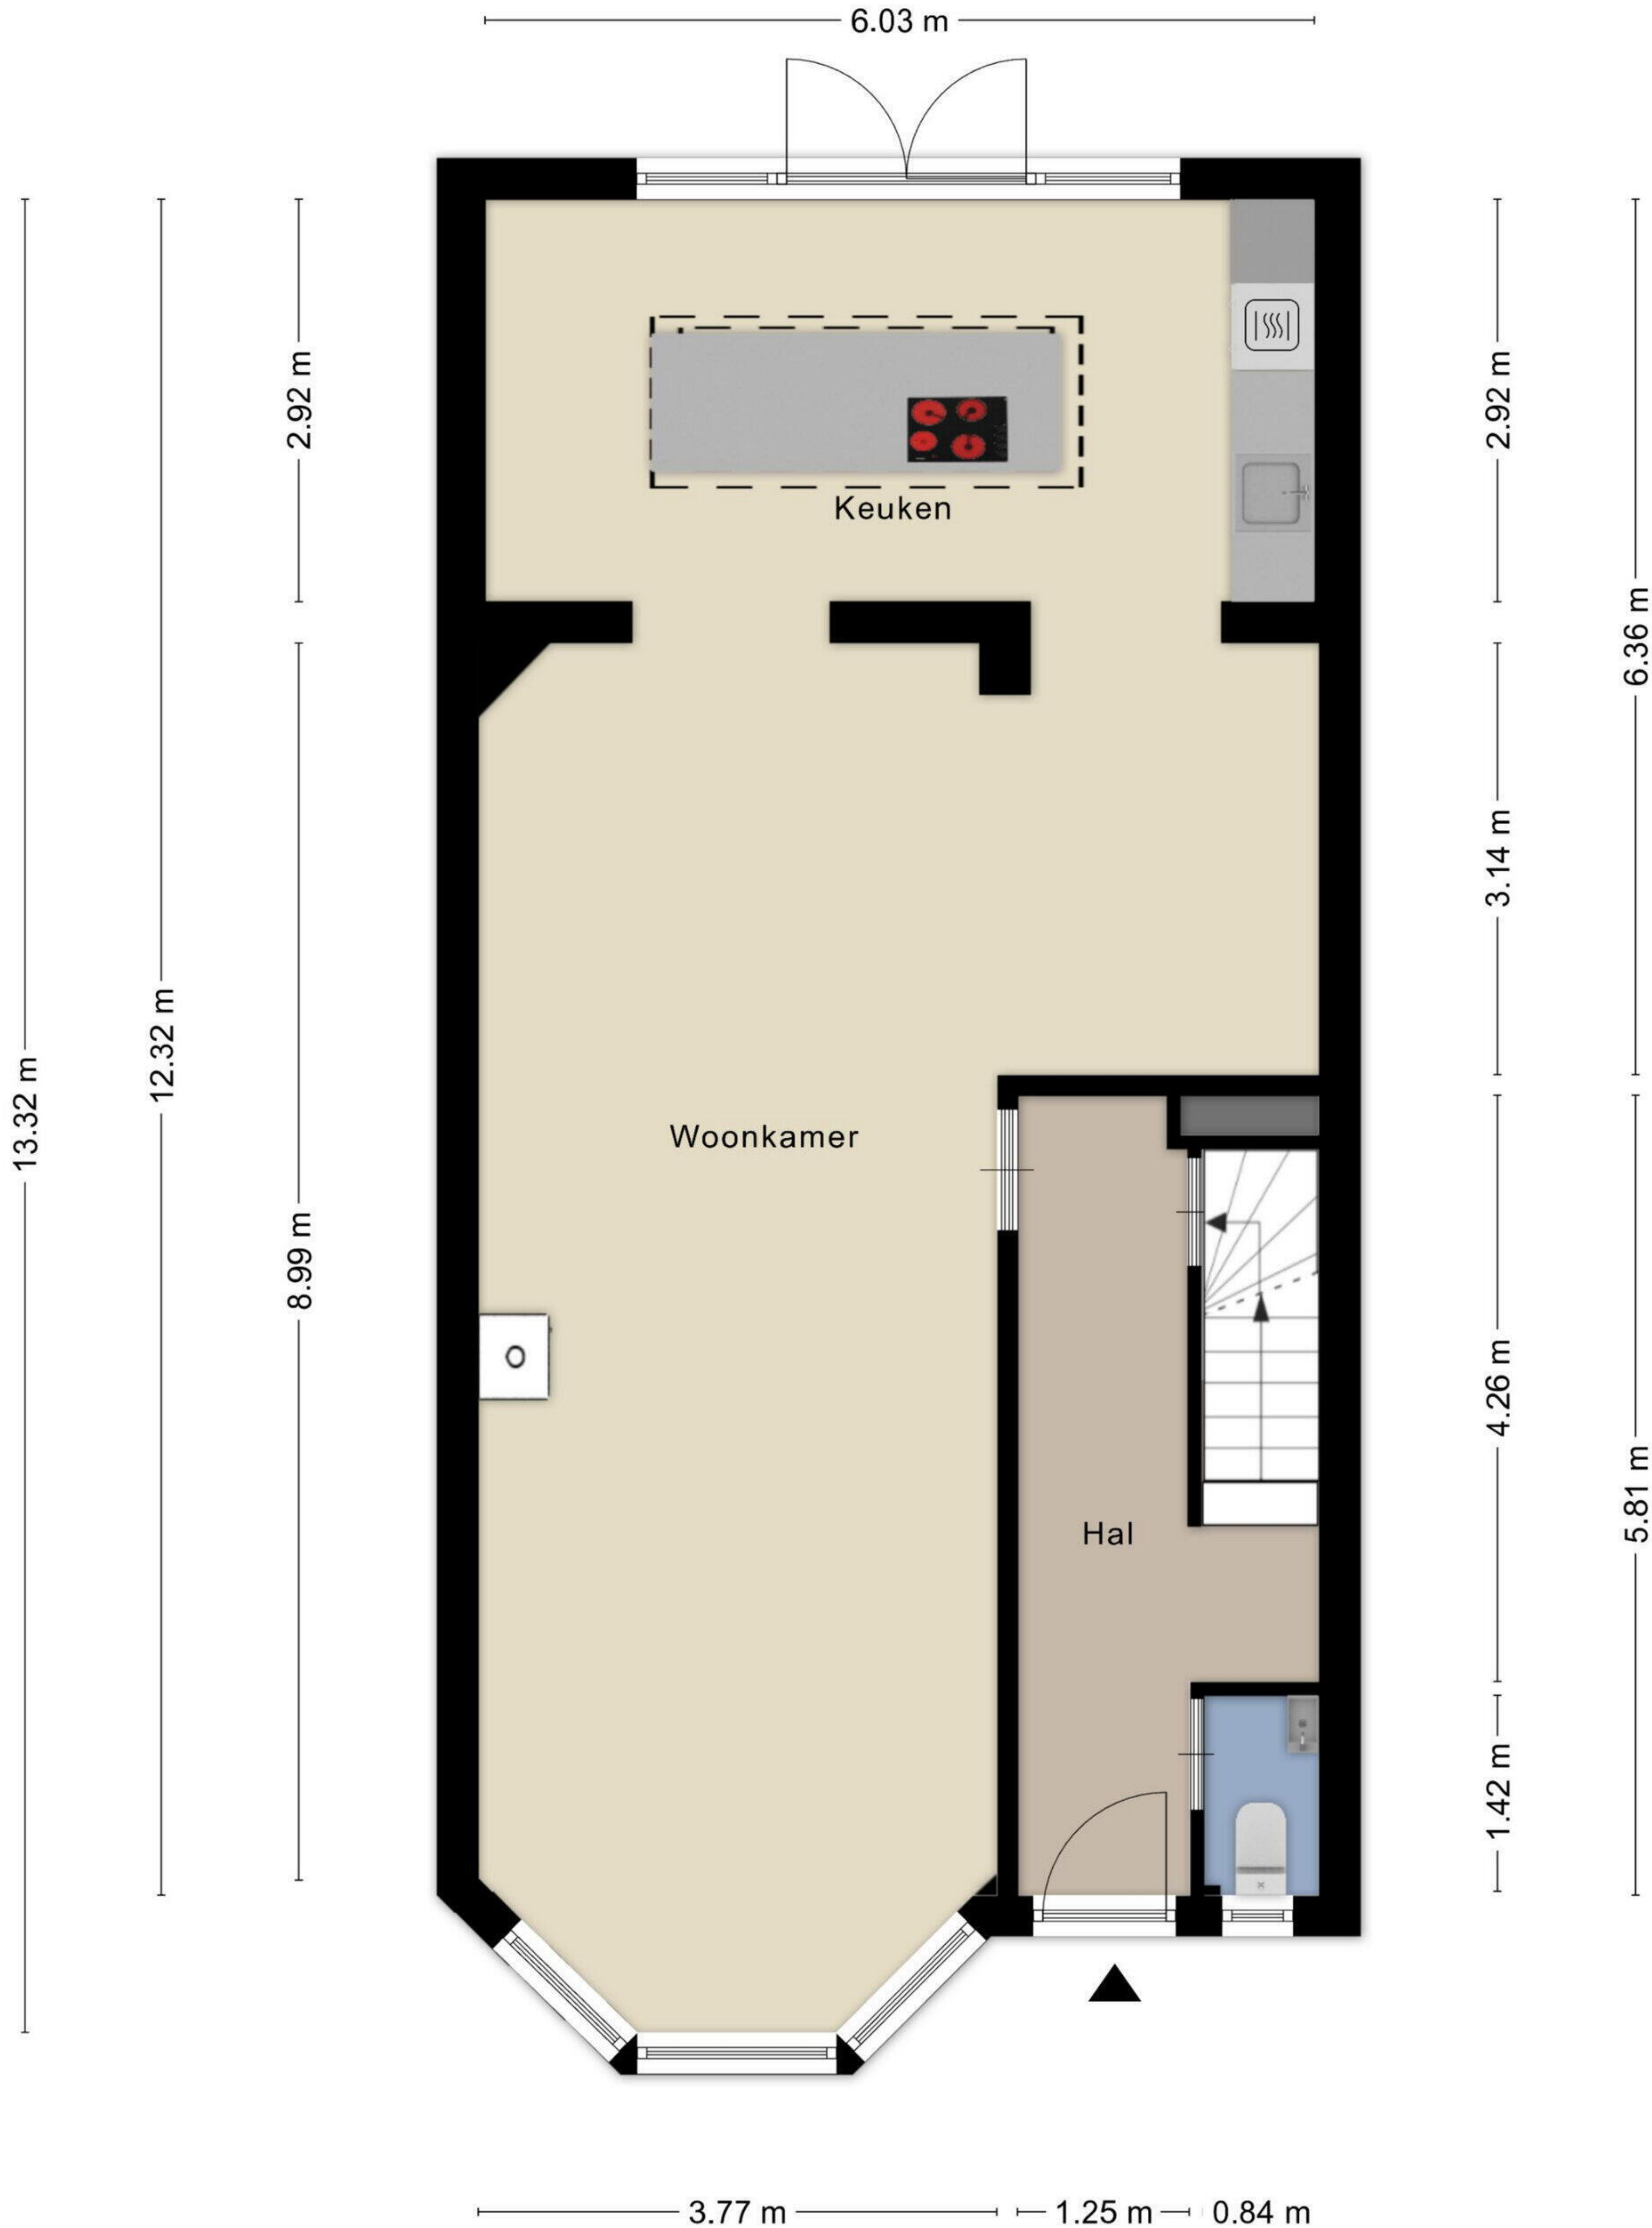 6.03 m
2.92 m
2.92 m
Keuken
6.36 m
3.14 m
12.32 m
13.32 m
Woonkamer
8.99 m
4.26 m
5.81 m
Hal
1.42 m
3.77 m
1.25 m
0.84 m